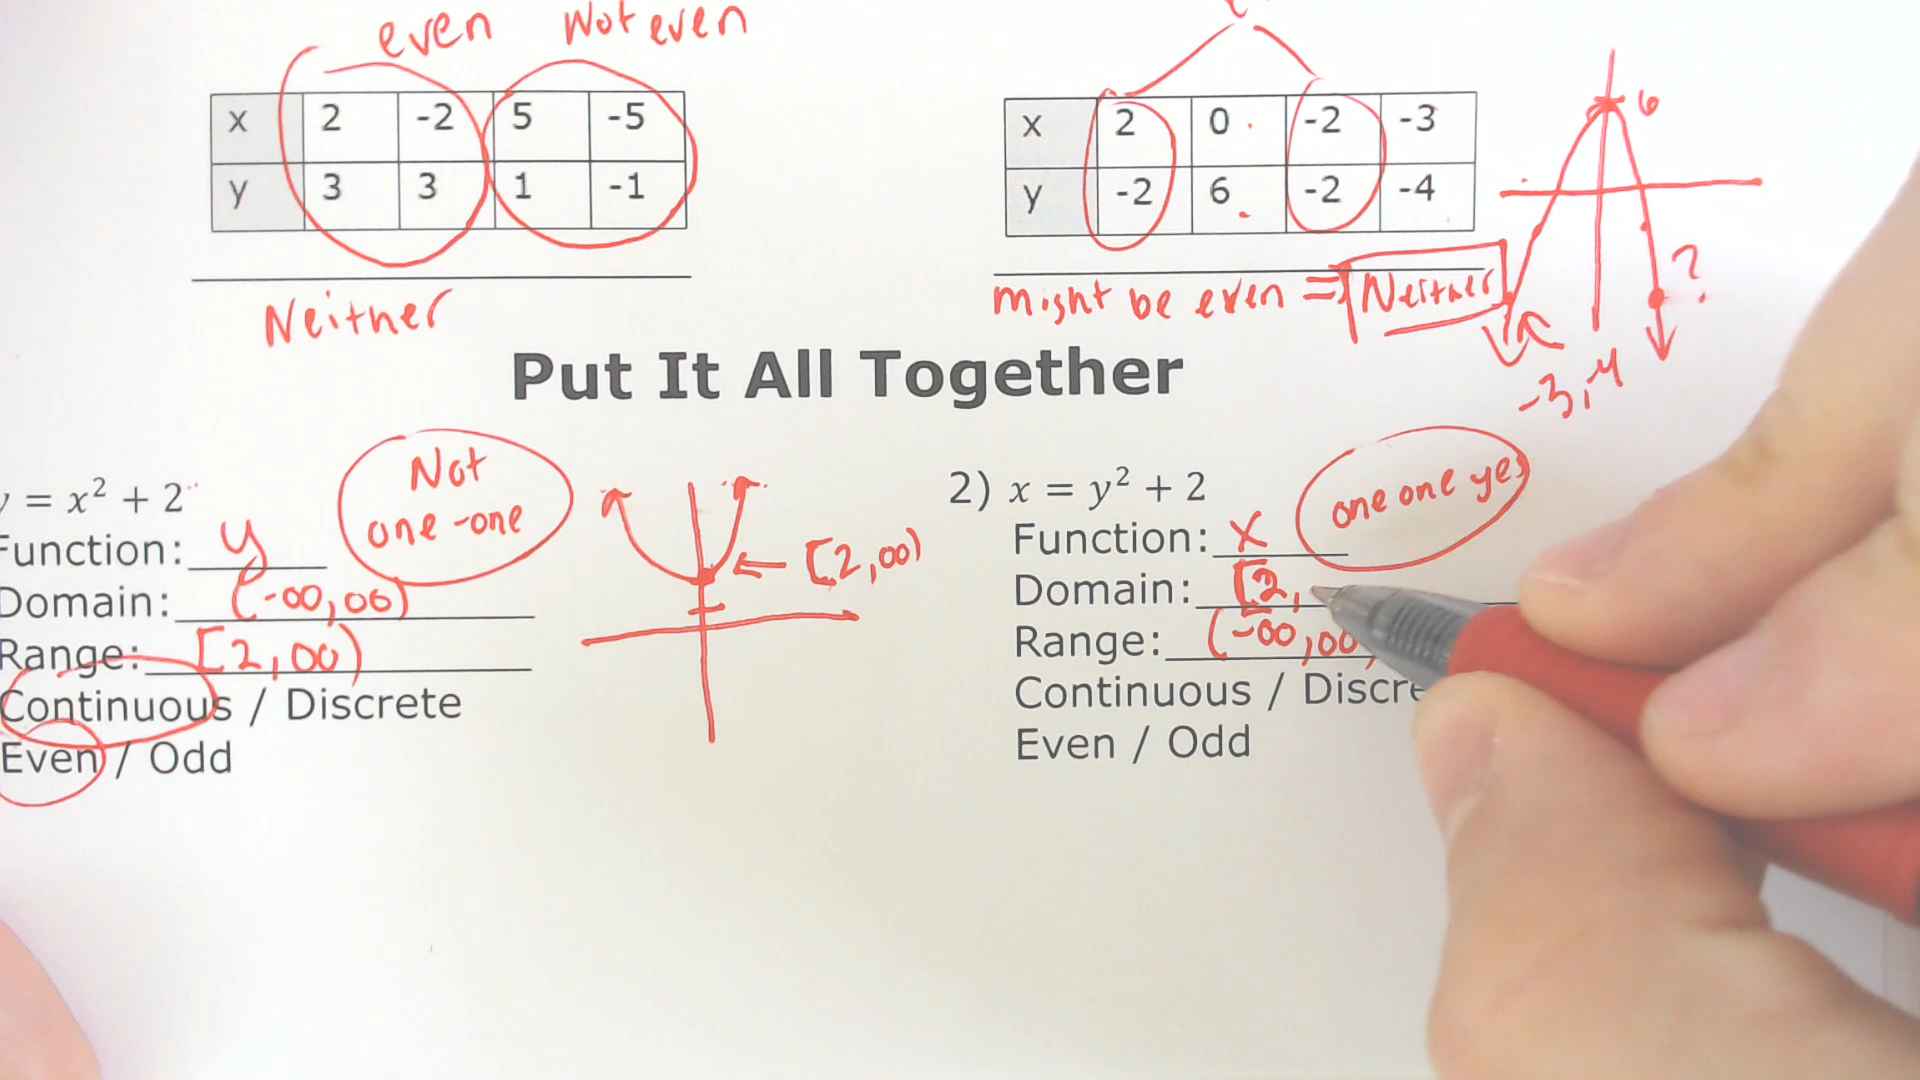 even Not even
x 2 -2 5 -5
y 3 3 1 -1
Neither
x 2 0 -2 -3
y -2 6 -2 -4
6
might be even ⇒ Neither
?
-3,-4
Put It All Together
y = x² + 2
Function: y
Domain: (-∞,∞)
Range: [2,∞)
Continuous / Discrete
Even / Odd
Not
one-one
[2,∞)
2) x = y² + 2
Function: X
Domain: [2,
Range: (-∞,∞
Continuous / Discre
Even / Odd
one one yes